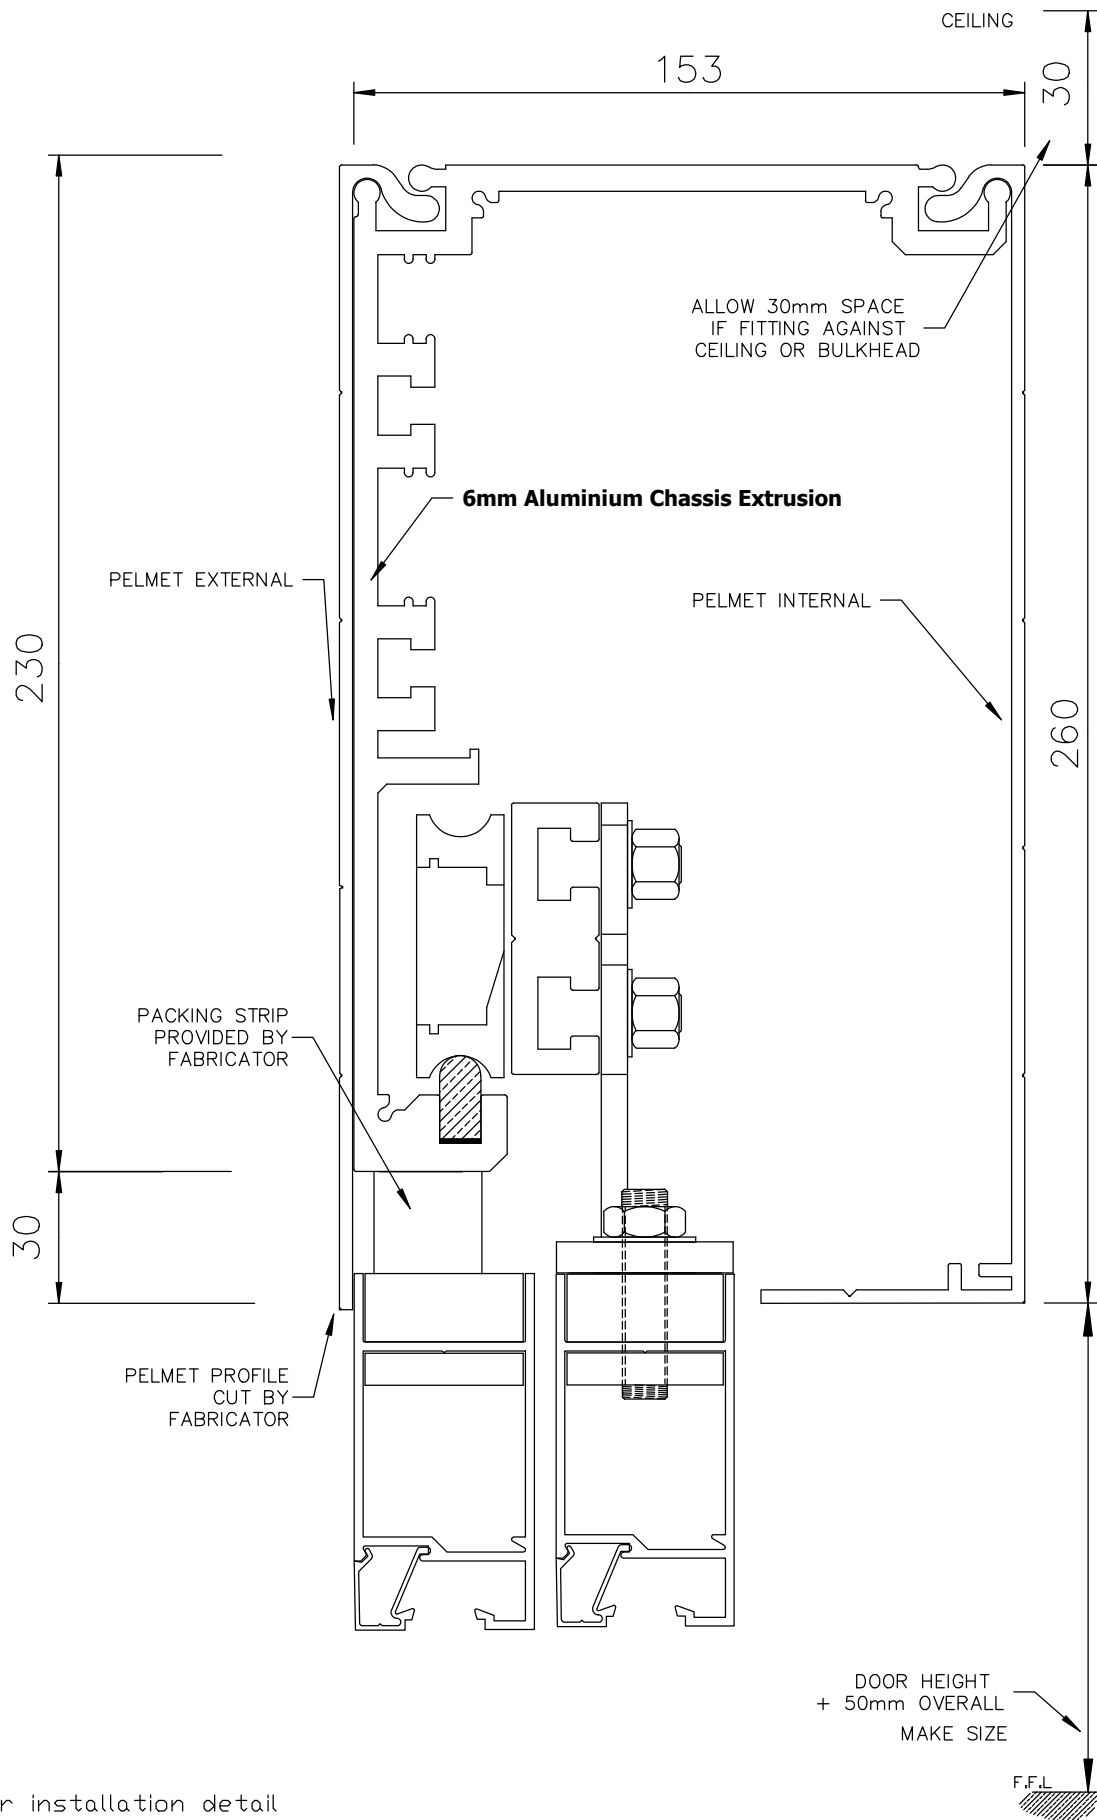 CEILING
153
30
ALLOW 30mm SPACE
IF FITTING AGAINST
CEILING OR BULKHEAD
6mm Aluminium Chassis Extrusion
PELMET EXTERNAL
PELMET INTERNAL
230
260
PACKING STRIP
PROVIDED BY
FABRICATOR
30
PELMET PROFILE
CUT BY
FABRICATOR
DOOR HEIGHT
+ 50mm OVERALL
MAKE SIZE
F.F.L
r installation detail